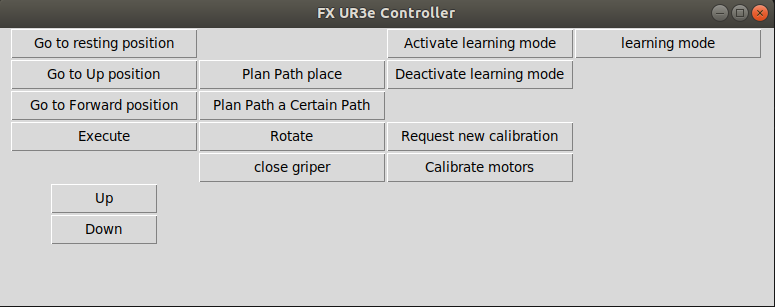 FX UR3e Controller
Go to resting position
Activate learning mode
learning mode
Go to Up position
Plan Path place
Deactivate learning mode
Go to Forward position
Plan Path a Certain Path
Execute
Rotate
Request new calibration
close griper
Calibrate motors
Up
Down